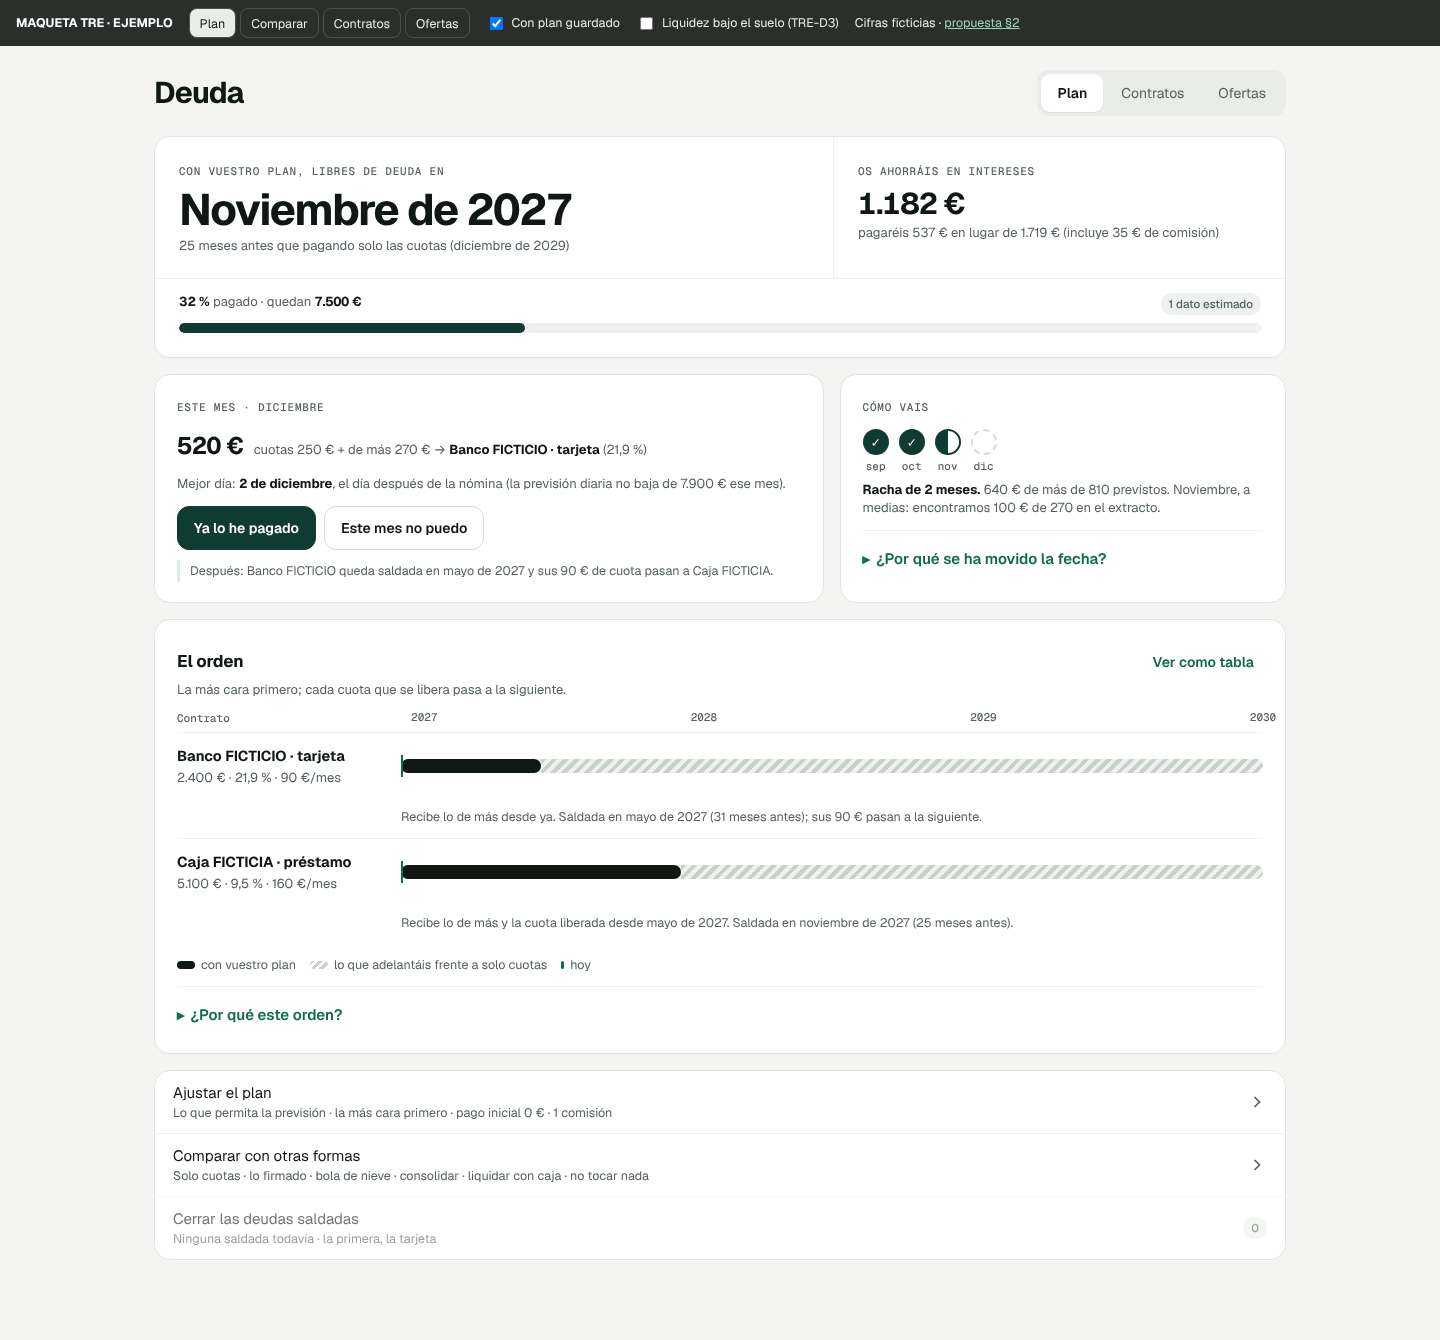 MAQUETA TRE · EJEMPLO
Plan
Comparar
Contratos
Ofertas
Con plan guardado
Liquidez bajo el suelo (TRE-D3)
Cifras ficticias · propuesta §2
Deuda
Plan
Contratos
Ofertas
CON VUESTRO PLAN, LIBRES DE DEUDA EN
Noviembre de 2027
25 meses antes que pagando solo las cuotas (diciembre de 2029)
OS AHORRÁIS EN INTERESES
1.182 €
pagaréis 537 € en lugar de 1.719 € (incluye 35 € de comisión)
32 % pagado · quedan 7.500 €
1 dato estimado
ESTE MES · DICIEMBRE
520 € cuotas 250 € + de más 270 € → Banco FICTICIO · tarjeta (21,9 %)
Mejor día: 2 de diciembre, el día después de la nómina (la previsión diaria no baja de 7.900 € ese mes).
Ya lo he pagado
Este mes no puedo
Después: Banco FICTICIO queda saldada en mayo de 2027 y sus 90 € de cuota pasan a Caja FICTICIA.
CÓMO VAIS
✓ ✓
sep oct nov dic
Racha de 2 meses. 640 € de más de 810 previstos. Noviembre, a
medias: encontramos 100 € de 270 en el extracto.
▸ ¿Por qué se ha movido la fecha?
El orden
Ver como tabla
La más cara primero; cada cuota que se libera pasa a la siguiente.
Contrato 2027 2028 2029 2030
Banco FICTICIO · tarjeta
2.400 € · 21,9 % · 90 €/mes
Recibe lo de más desde ya. Saldada en mayo de 2027 (31 meses antes); sus 90 € pasan a la siguiente.
Caja FICTICIA · préstamo
5.100 € · 9,5 % · 160 €/mes
Recibe lo de más y la cuota liberada desde mayo de 2027. Saldada en noviembre de 2027 (25 meses antes).
con vuestro plan
lo que adelantáis frente a solo cuotas
hoy
▸ ¿Por qué este orden?
Ajustar el plan
Lo que permita la previsión · la más cara primero · pago inicial 0 € · 1 comisión
Comparar con otras formas
Solo cuotas · lo firmado · bola de nieve · consolidar · liquidar con caja · no tocar nada
Cerrar las deudas saldadas
Ninguna saldada todavía · la primera, la tarjeta
0